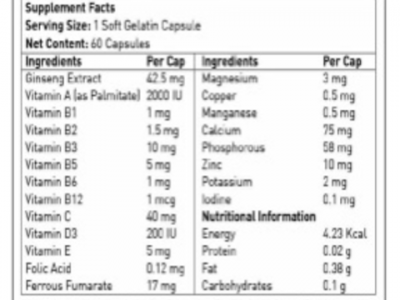 Supplement Facts
Serving Size: 1 Soft Gelatin Capsule
Net Content: 60 Capsules
Ingredients Per Cap Ingredients Per Cap
Ginseng Extract 42.5 mg Magnesium 3 mg
Vitamin A (as Palmitate) 2000 IU Copper 0.5 mg
Vitamin B1 1 mg Manganese 0.5 mg
Vitamin B2 1.5 mg Calcium 75 mg
Vitamin B3 10 mg Phosphorous 58 mg
Vitamin B5 5 mg Zinc 10 mg
Vitamin B6 1 mg Potassium 2 mg
Vitamin B12 1 mcg Iodine 0.1 mg
Vitamin C 40 mg Nutritional Information
Vitamin D3 200 IU Energy 4.23 Kcal
Vitamin E 5 mg Protein 0.02 g
Folic Acid 0.12 mg Fat 0.38 g
Ferrous Fumarate 17 mg Carbohydrates 0.1 g